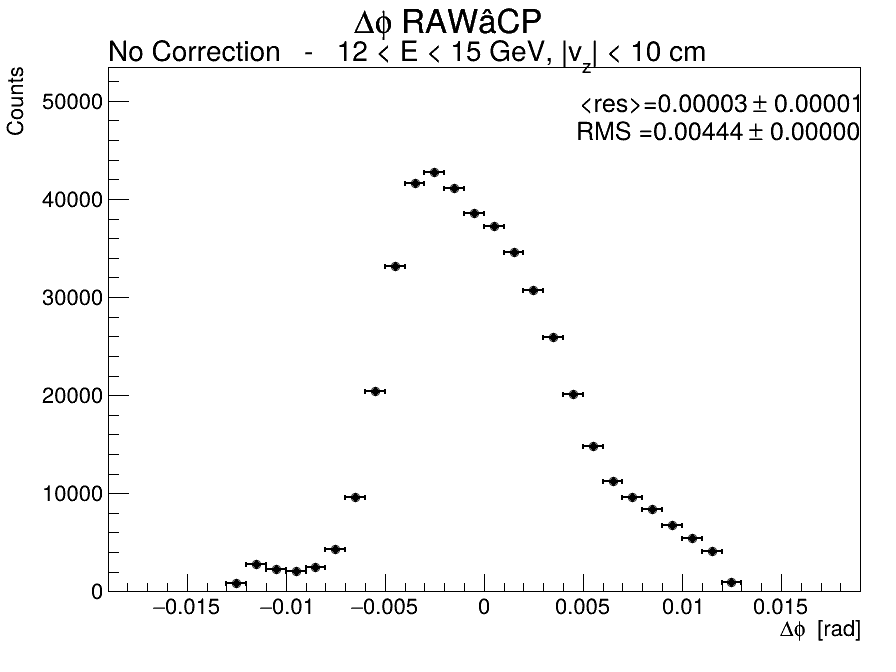 Δϕ RAWâCP
No Correction - 12 < E < 15 GeV, |v_z| < 10 cm
Counts
<res>=0.00003 ± 0.00001
RMS =0.00444 ± 0.00000
50000
40000
30000
20000
10000
0
−0.015 −0.01 −0.005 0 0.005 0.01 0.015
Δϕ [rad]